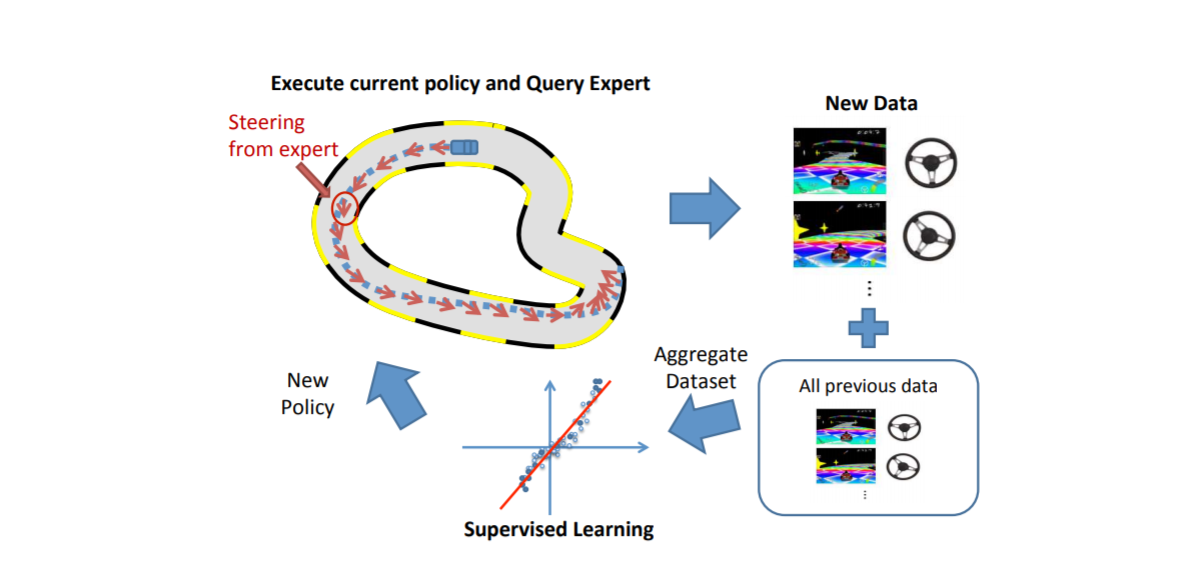 Execute current policy and Query Expert
Steering
from expert
New Data
Aggregate
Dataset
All previous data
New
Policy
Supervised Learning